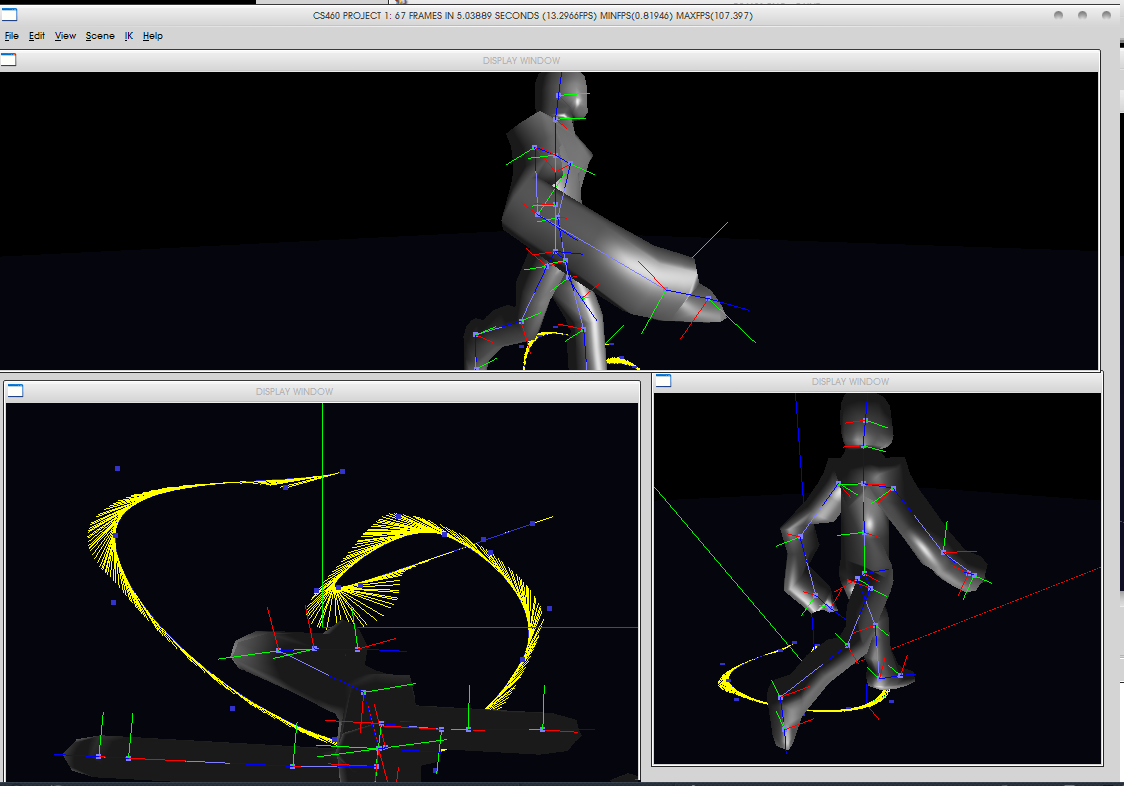 CS460 PROJECT 1: 67 FRAMES IN 5.03889 SECONDS (13.2966FPS) MINFPS(0.81946) MAXFPS(107.397)
File Edit View Scene IK Help
DISPLAY WINDOW
DISPLAY WINDOW
DISPLAY WINDOW